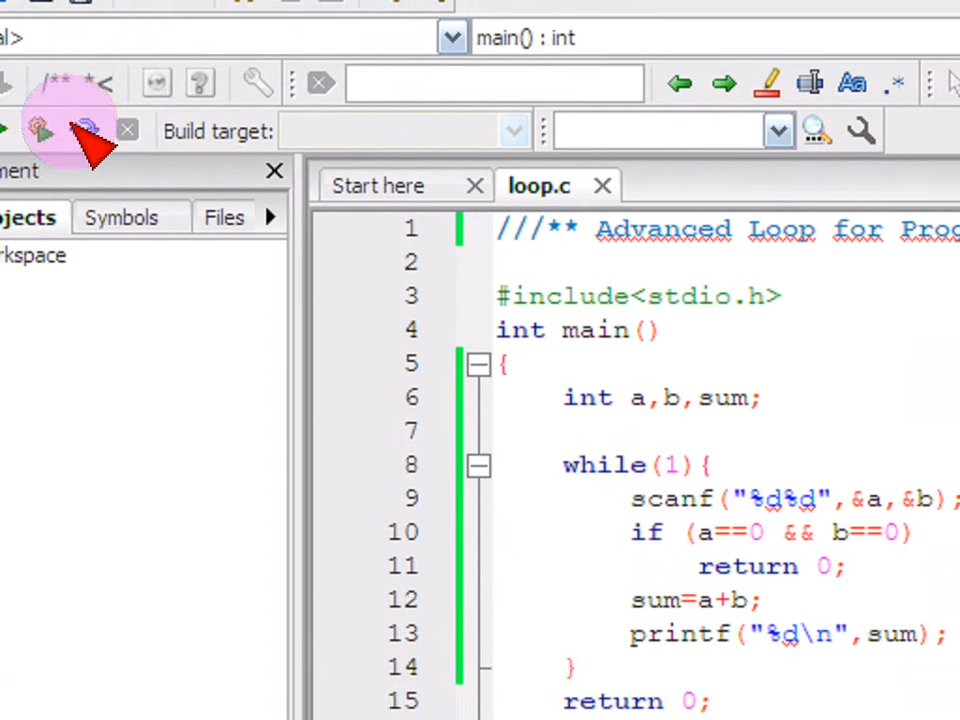 al>
main() : int
/** *<
Aa .*
Build target:
ment
ojects Symbols Files
rkspace
Start here loop.c
1 ///** Advanced Loop for Prog
2
3 #include<stdio.h>
4 int main()
5 {
6 int a,b,sum;
7
8 while(1){
9 scanf("%d%d",&a,&b);
10 if (a==0 && b==0)
11 return 0;
12 sum=a+b;
13 printf("%d\n",sum);
14 }
15 return 0;